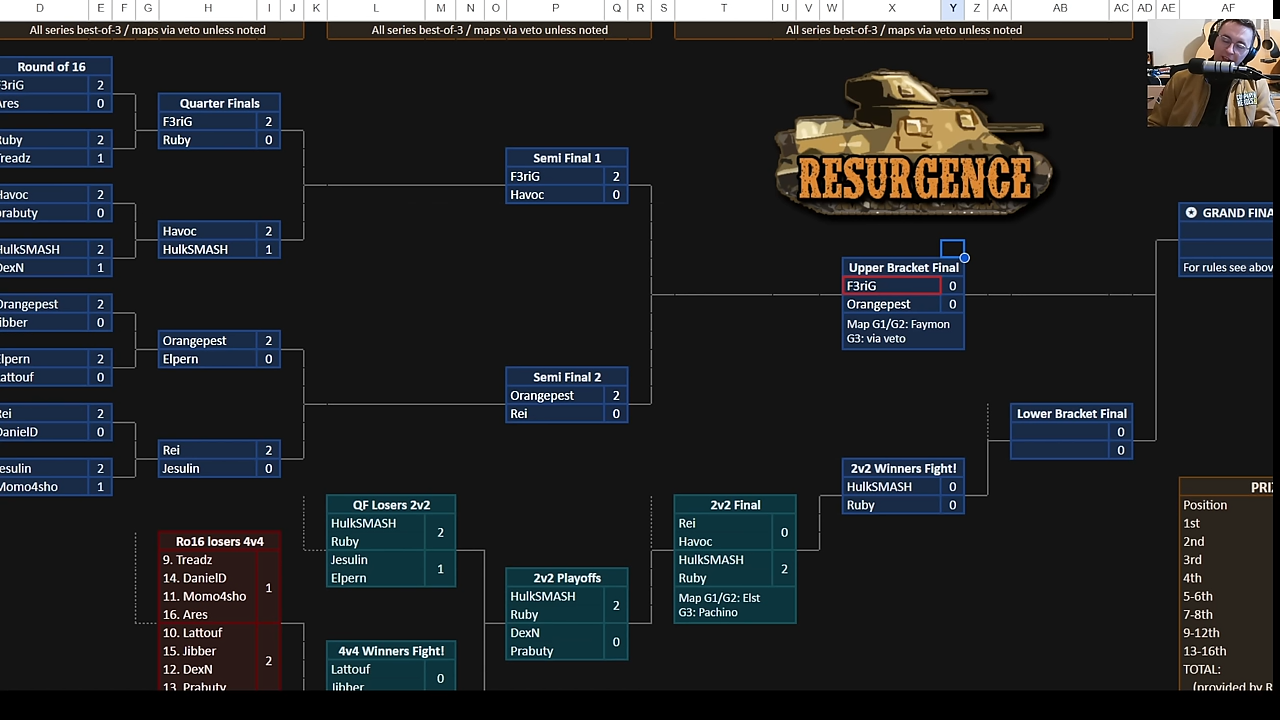 D E F G H I J K L M N O P Q R S T U V W X Y Z AA AB AC AD AE AF
All series best-of-3 / maps via veto unless noted
All series best-of-3 / maps via veto unless noted
All series best-of-3 / maps via veto unless noted
Round of 16
F3riG 2
Ares 0
Ruby 2
Treadz 1
Havoc 2
prabuty 0
HulkSMASH 2
DexN 1
Orangepest 2
Jibber 0
Elpern 2
Lattouf 0
Rei 2
DanielD 0
Jesulin 2
Momo4sho 1
Quarter Finals
F3riG 2
Ruby 0
Havoc 2
HulkSMASH 1
Orangepest 2
Elpern 0
Rei 2
Jesulin 0
Ro16 losers 4v4
9. Treadz
14. DanielD
11. Momo4sho
16. Ares
1
10. Lattouf
15. Jibber
12. DexN
13. Prabuty
2
QF Losers 2v2
HulkSMASH
Ruby
2
Jesulin
Elpern
1
4v4 Winners Fight!
Lattouf
Jibber
0
Semi Final 1
F3riG 2
Havoc 0
Semi Final 2
Orangepest 2
Rei 0
2v2 Playoffs
HulkSMASH
Ruby
2
DexN
Prabuty
0
2v2 Final
Rei
Havoc
0
HulkSMASH
Ruby
2
Map G1/G2: Elst
G3: Pachino
RESURGENCE
Upper Bracket Final
F3riG 0
Orangepest 0
Map G1/G2: Faymon
G3: via veto
2v2 Winners Fight!
HulkSMASH 0
Ruby 0
Lower Bracket Final
0
0
GRAND FINA
For rules see abov
PRI
Position
1st
2nd
3rd
4th
5-6th
7-8th
9-12th
13-16th
TOTAL:
(provided by R